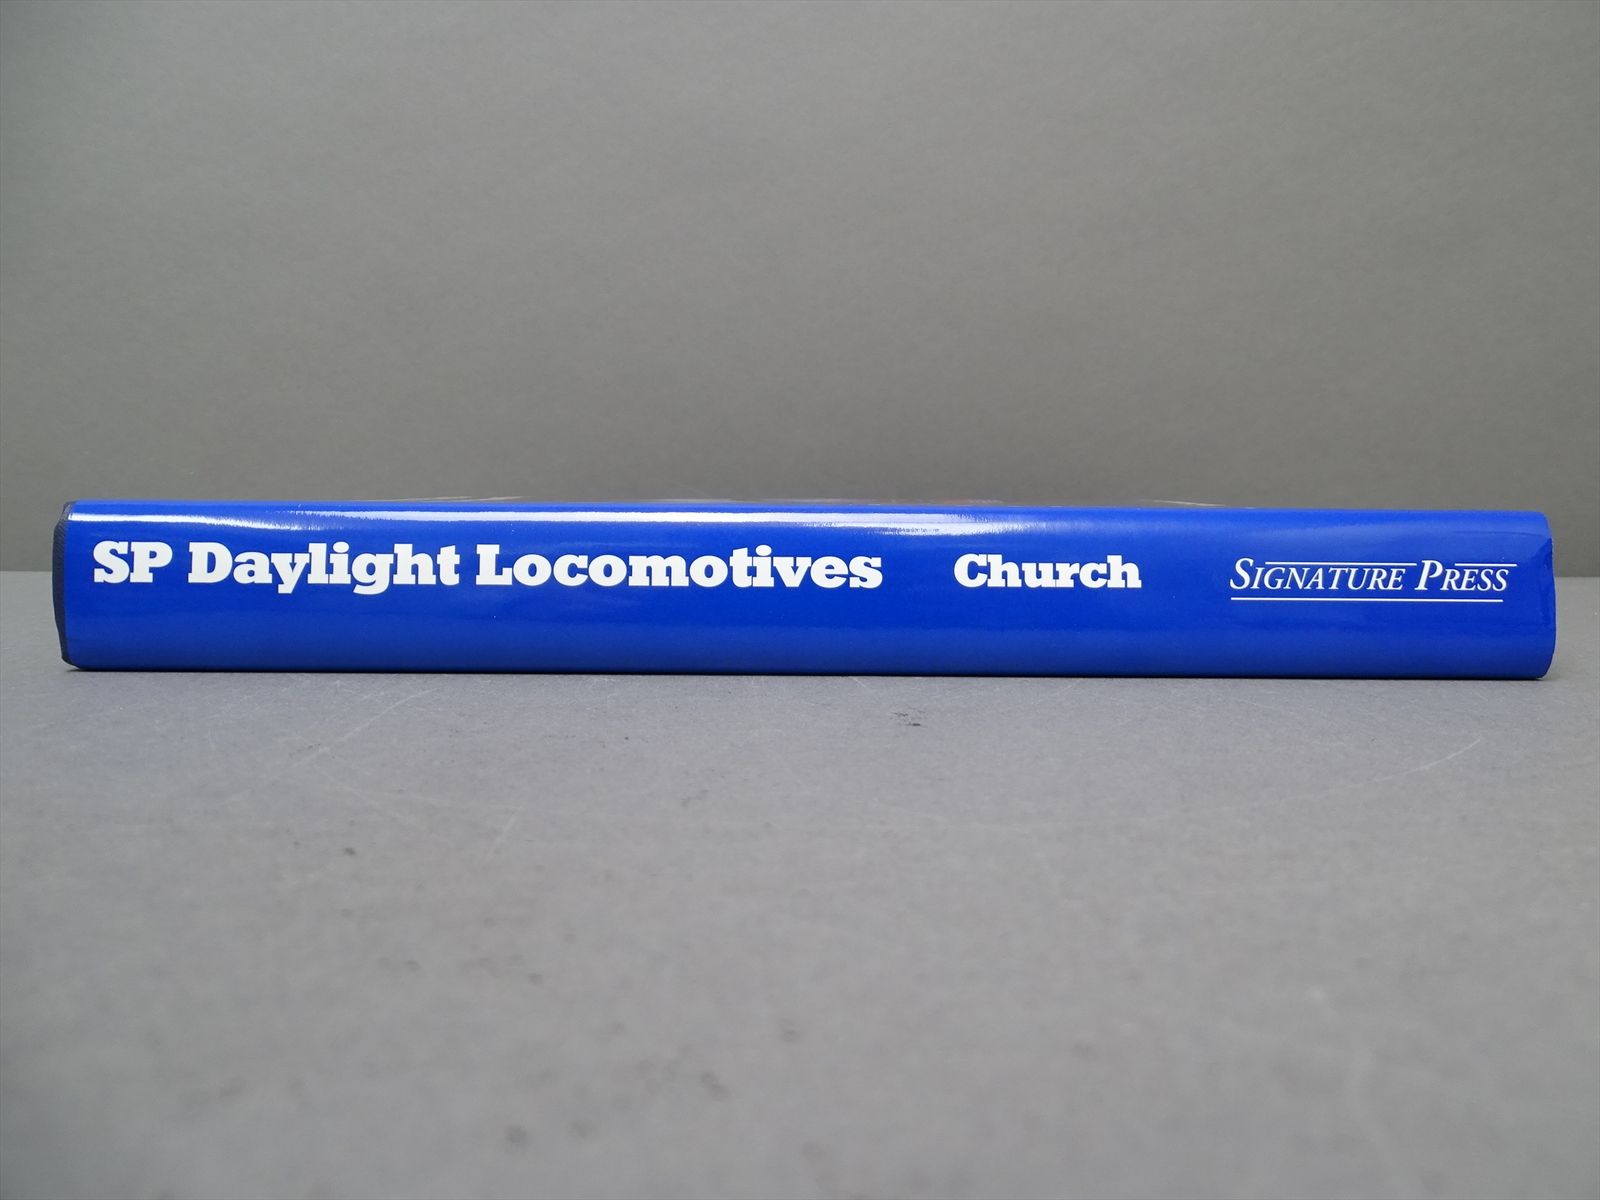 SP Daylight Locomotives Church SIGNATURE PRESS